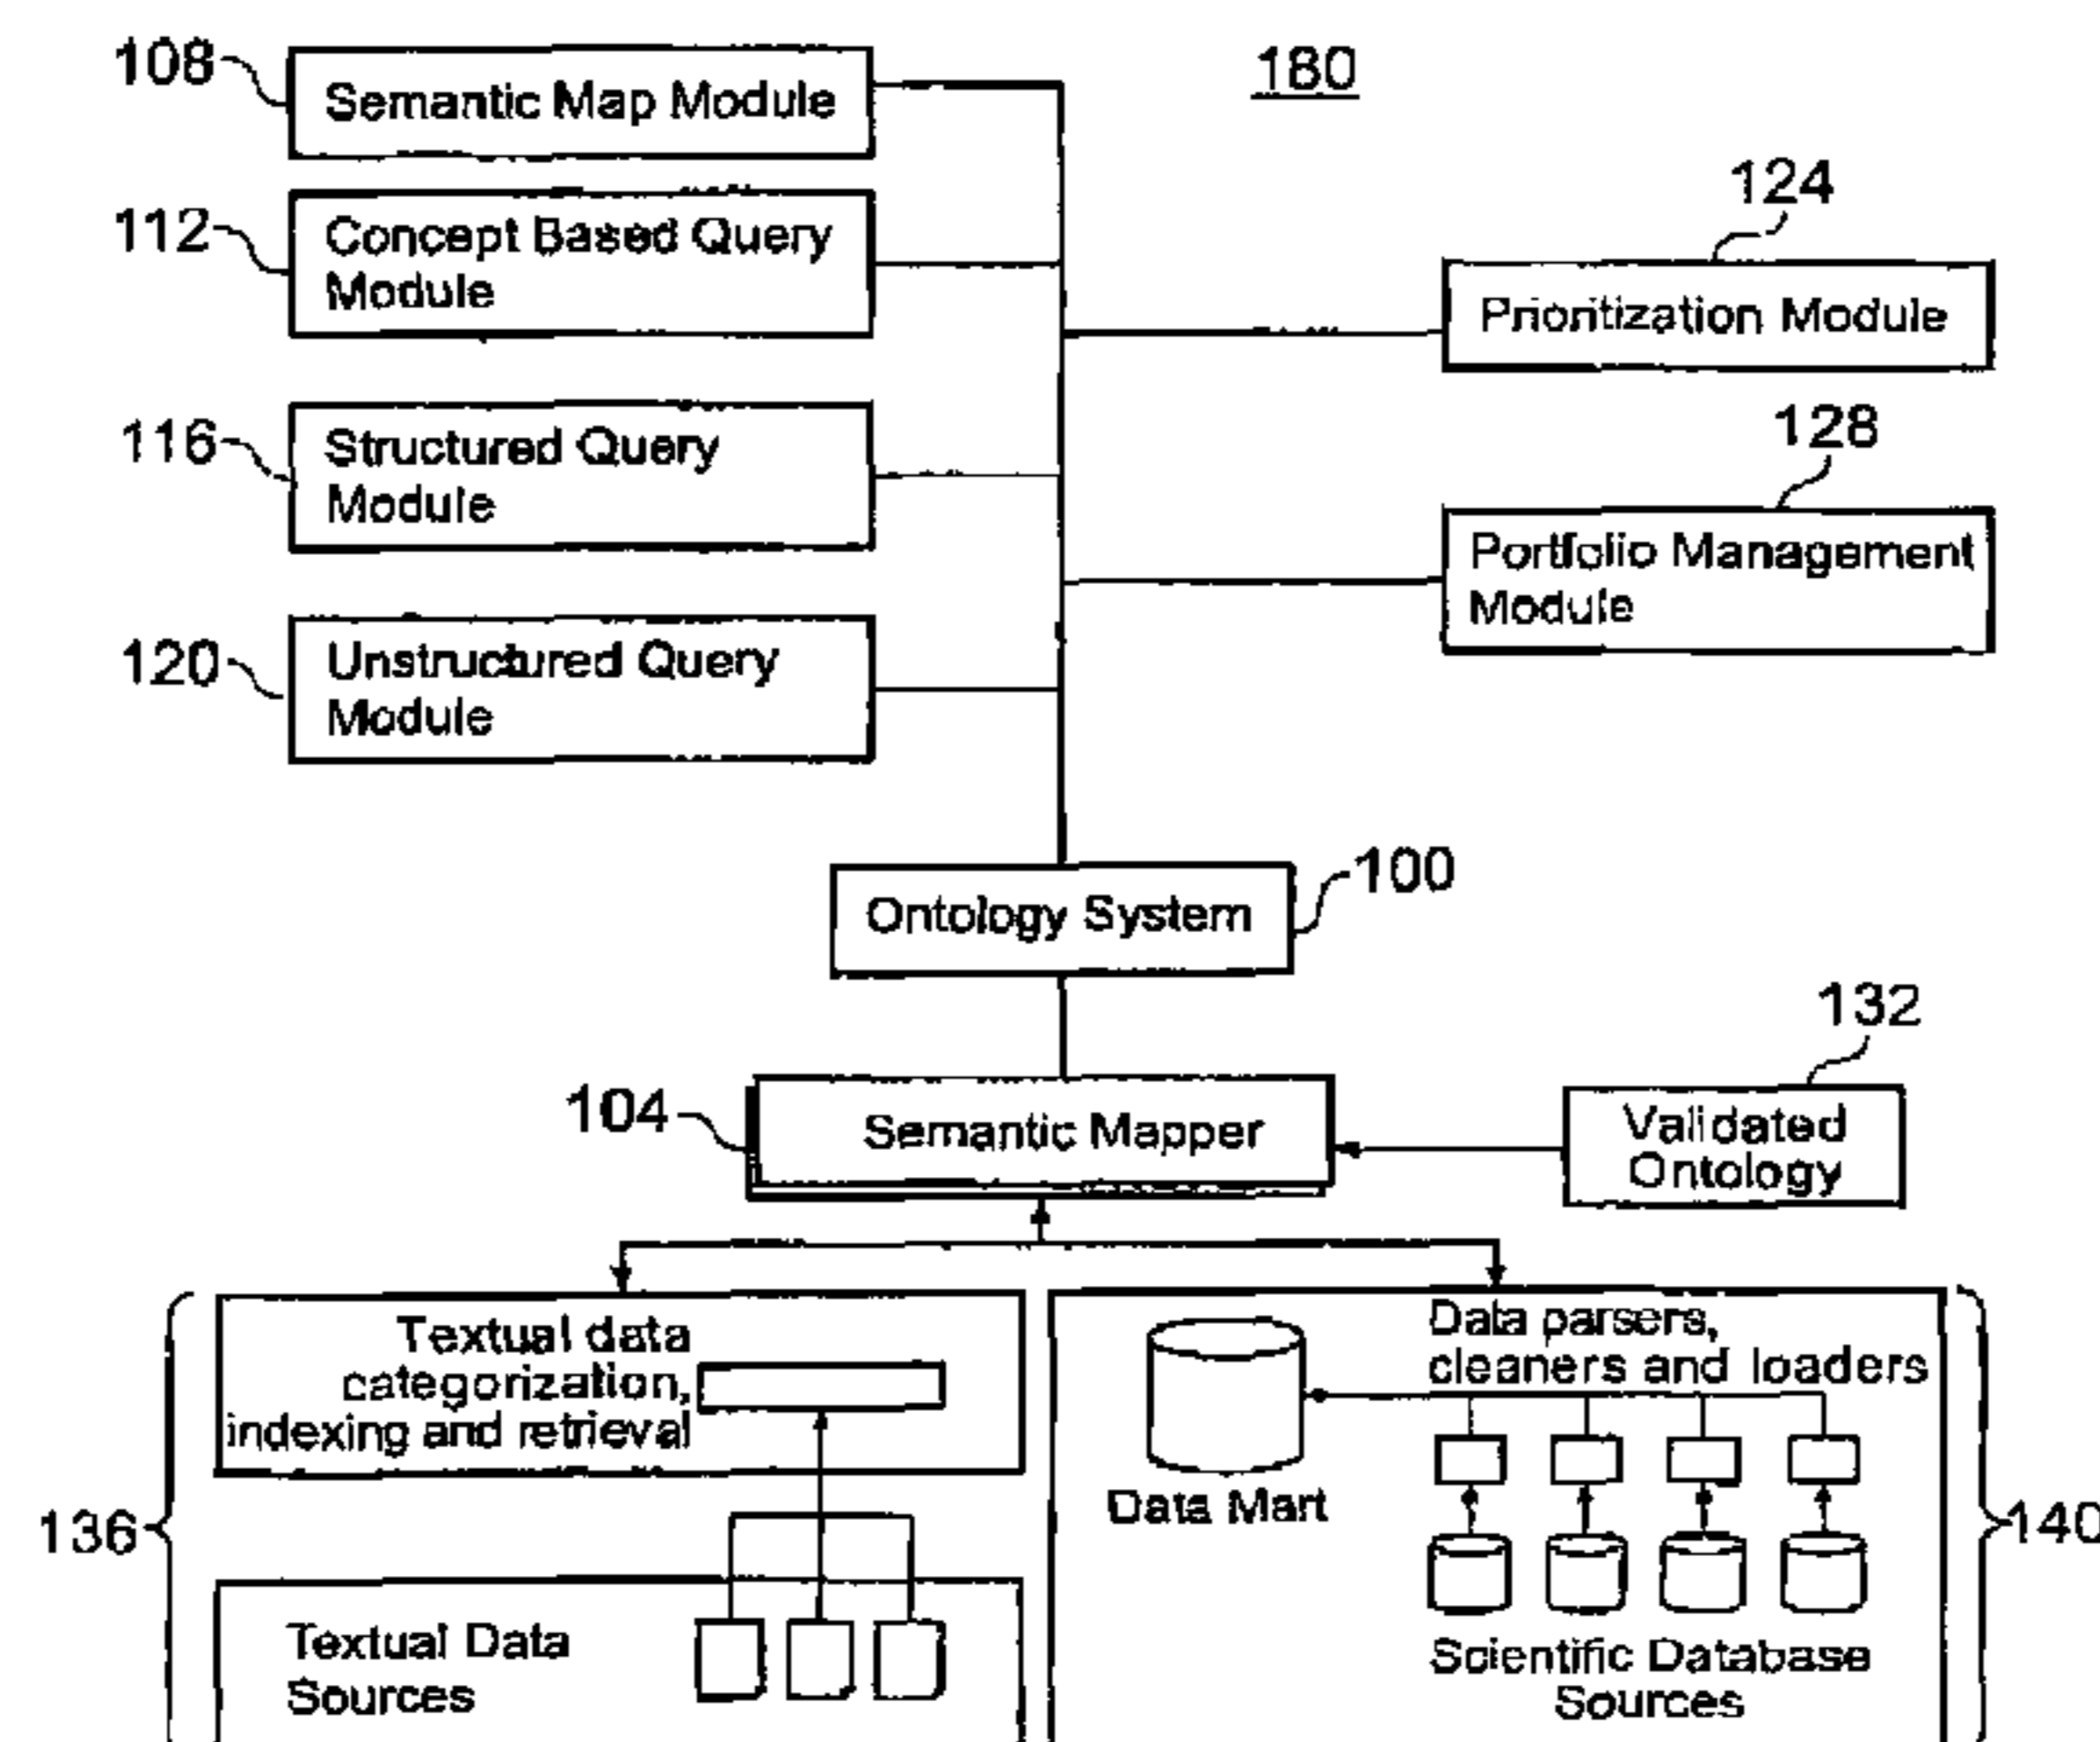 108
Semantic Map Module
180
112
Concept Based Query
Module
124
Prioritization Module
116
Structured Query
Module
128
Portfolio Management
Module
120
Unstructured Query
Module
Ontology System
100
104
Semantic Mapper
132
Validated
Ontology
136
Textual data
categorization,
indexing and retrieval
Textual Data
Sources
Data parsers,
cleaners and loaders
Data Mart
Scientific Database
Sources
140